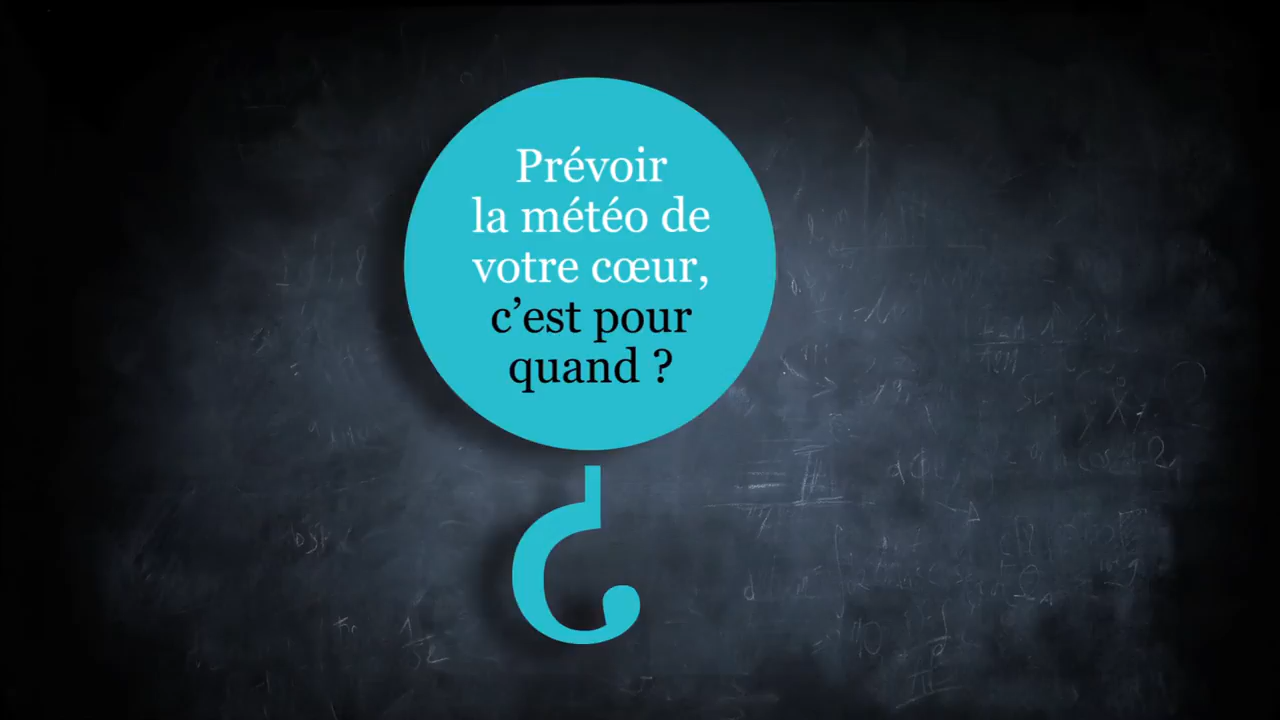 Prévoir
la météo de
votre cœur,
c’est pour
quand ?